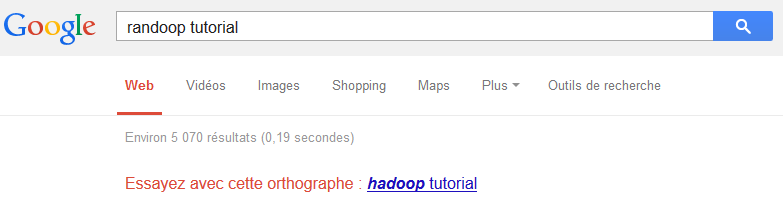 Google randoop tutorial
Web Vidéos Images Shopping Maps Plus Outils de recherche
Environ 5 070 résultats (0,19 secondes)
Essayez avec cette orthographe : hadoop tutorial